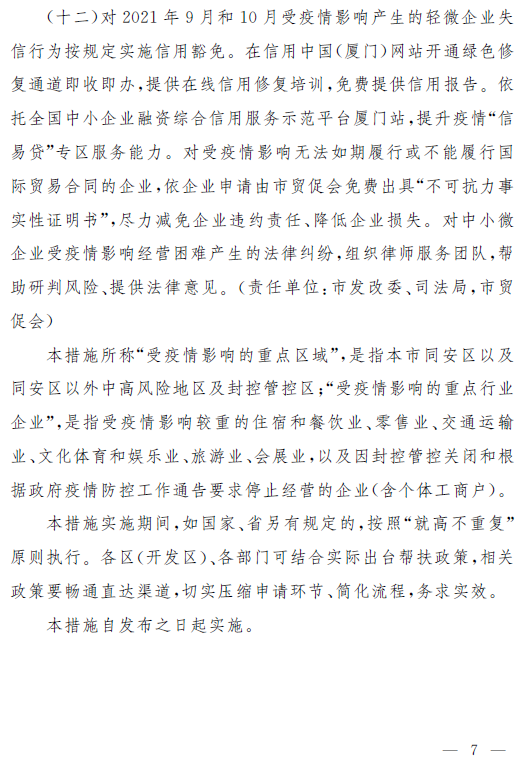 （十二）对 2021 年 9 月和 10 月受疫情影响产生的轻微企业失
信行为按规定实施信用豁免。在信用中国（厦门）网站开通绿色修
复通道即收即办，提供在线信用修复培训，免费提供信用报告。依
托全国中小企业融资综合信用服务示范平台厦门站，提升疫情“信
易贷”专区服务能力。对受疫情影响无法如期履行或不能履行国
际贸易合同的企业，依企业申请由市贸促会免费出具“不可抗力事
实性证明书”，尽力减免企业违约责任、降低企业损失。对中小微
企业受疫情影响经营困难产生的法律纠纷，组织律师服务团队，帮
助研判风险、提供法律意见。（责任单位：市发改委、司法局，市贸
促会）
本措施所称“受疫情影响的重点区域”，是指本市同安区以及
同安区以外中高风险地区及封控管控区；“受疫情影响的重点行业
企业”，是指受疫情影响较重的住宿和餐饮业、零售业、交通运输
业、文化体育和娱乐业、旅游业、会展业，以及因封控管控关闭和根
据政府疫情防控工作通告要求停止经营的企业（含个体工商户）。
本措施实施期间，如国家、省另有规定的，按照“就高不重复”
原则执行。各区（开发区）、各部门可结合实际出台帮扶政策，相关
政策要畅通直达渠道，切实压缩申请环节、简化流程，务求实效。
本措施自发布之日起实施。
— 7 —